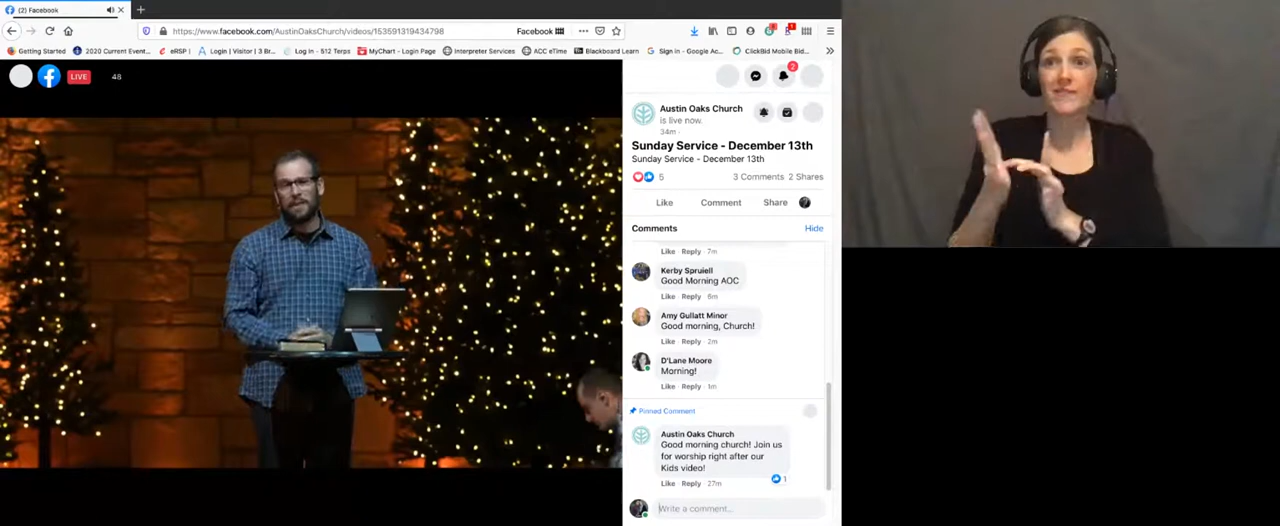 (2) Facebook
https://www.facebook.com/AustinOaksChurch/videos/153591319434798
Facebook
Getting Started
2020 Current Event...
eRSP
Login | Visitor | 3 Br...
Log In - 512 Terps
MyChart - Login Page
Interpreter Services
ACC eTime
Blackboard Learn
Sign in - Google Ac...
ClickBid Mobile Bid...
LIVE
48
2
Austin Oaks Church
is live now.
34m ·
Sunday Service - December 13th
Sunday Service - December 13th
5
3 Comments 2 Shares
Like
Comment
Share
Comments
Hide
Like · Reply · 7m
Kerby Spruiell
Good Morning AOC
Like · Reply · 6m
Amy Gullatt Minor
Good morning, Church!
Like · Reply · 2m
D'Lane Moore
Morning!
Like · Reply · 1m
Pinned Comment
Austin Oaks Church
Good morning church! Join us
for worship right after our
Kids video!
1
Like · Reply · 27m
Write a comment...